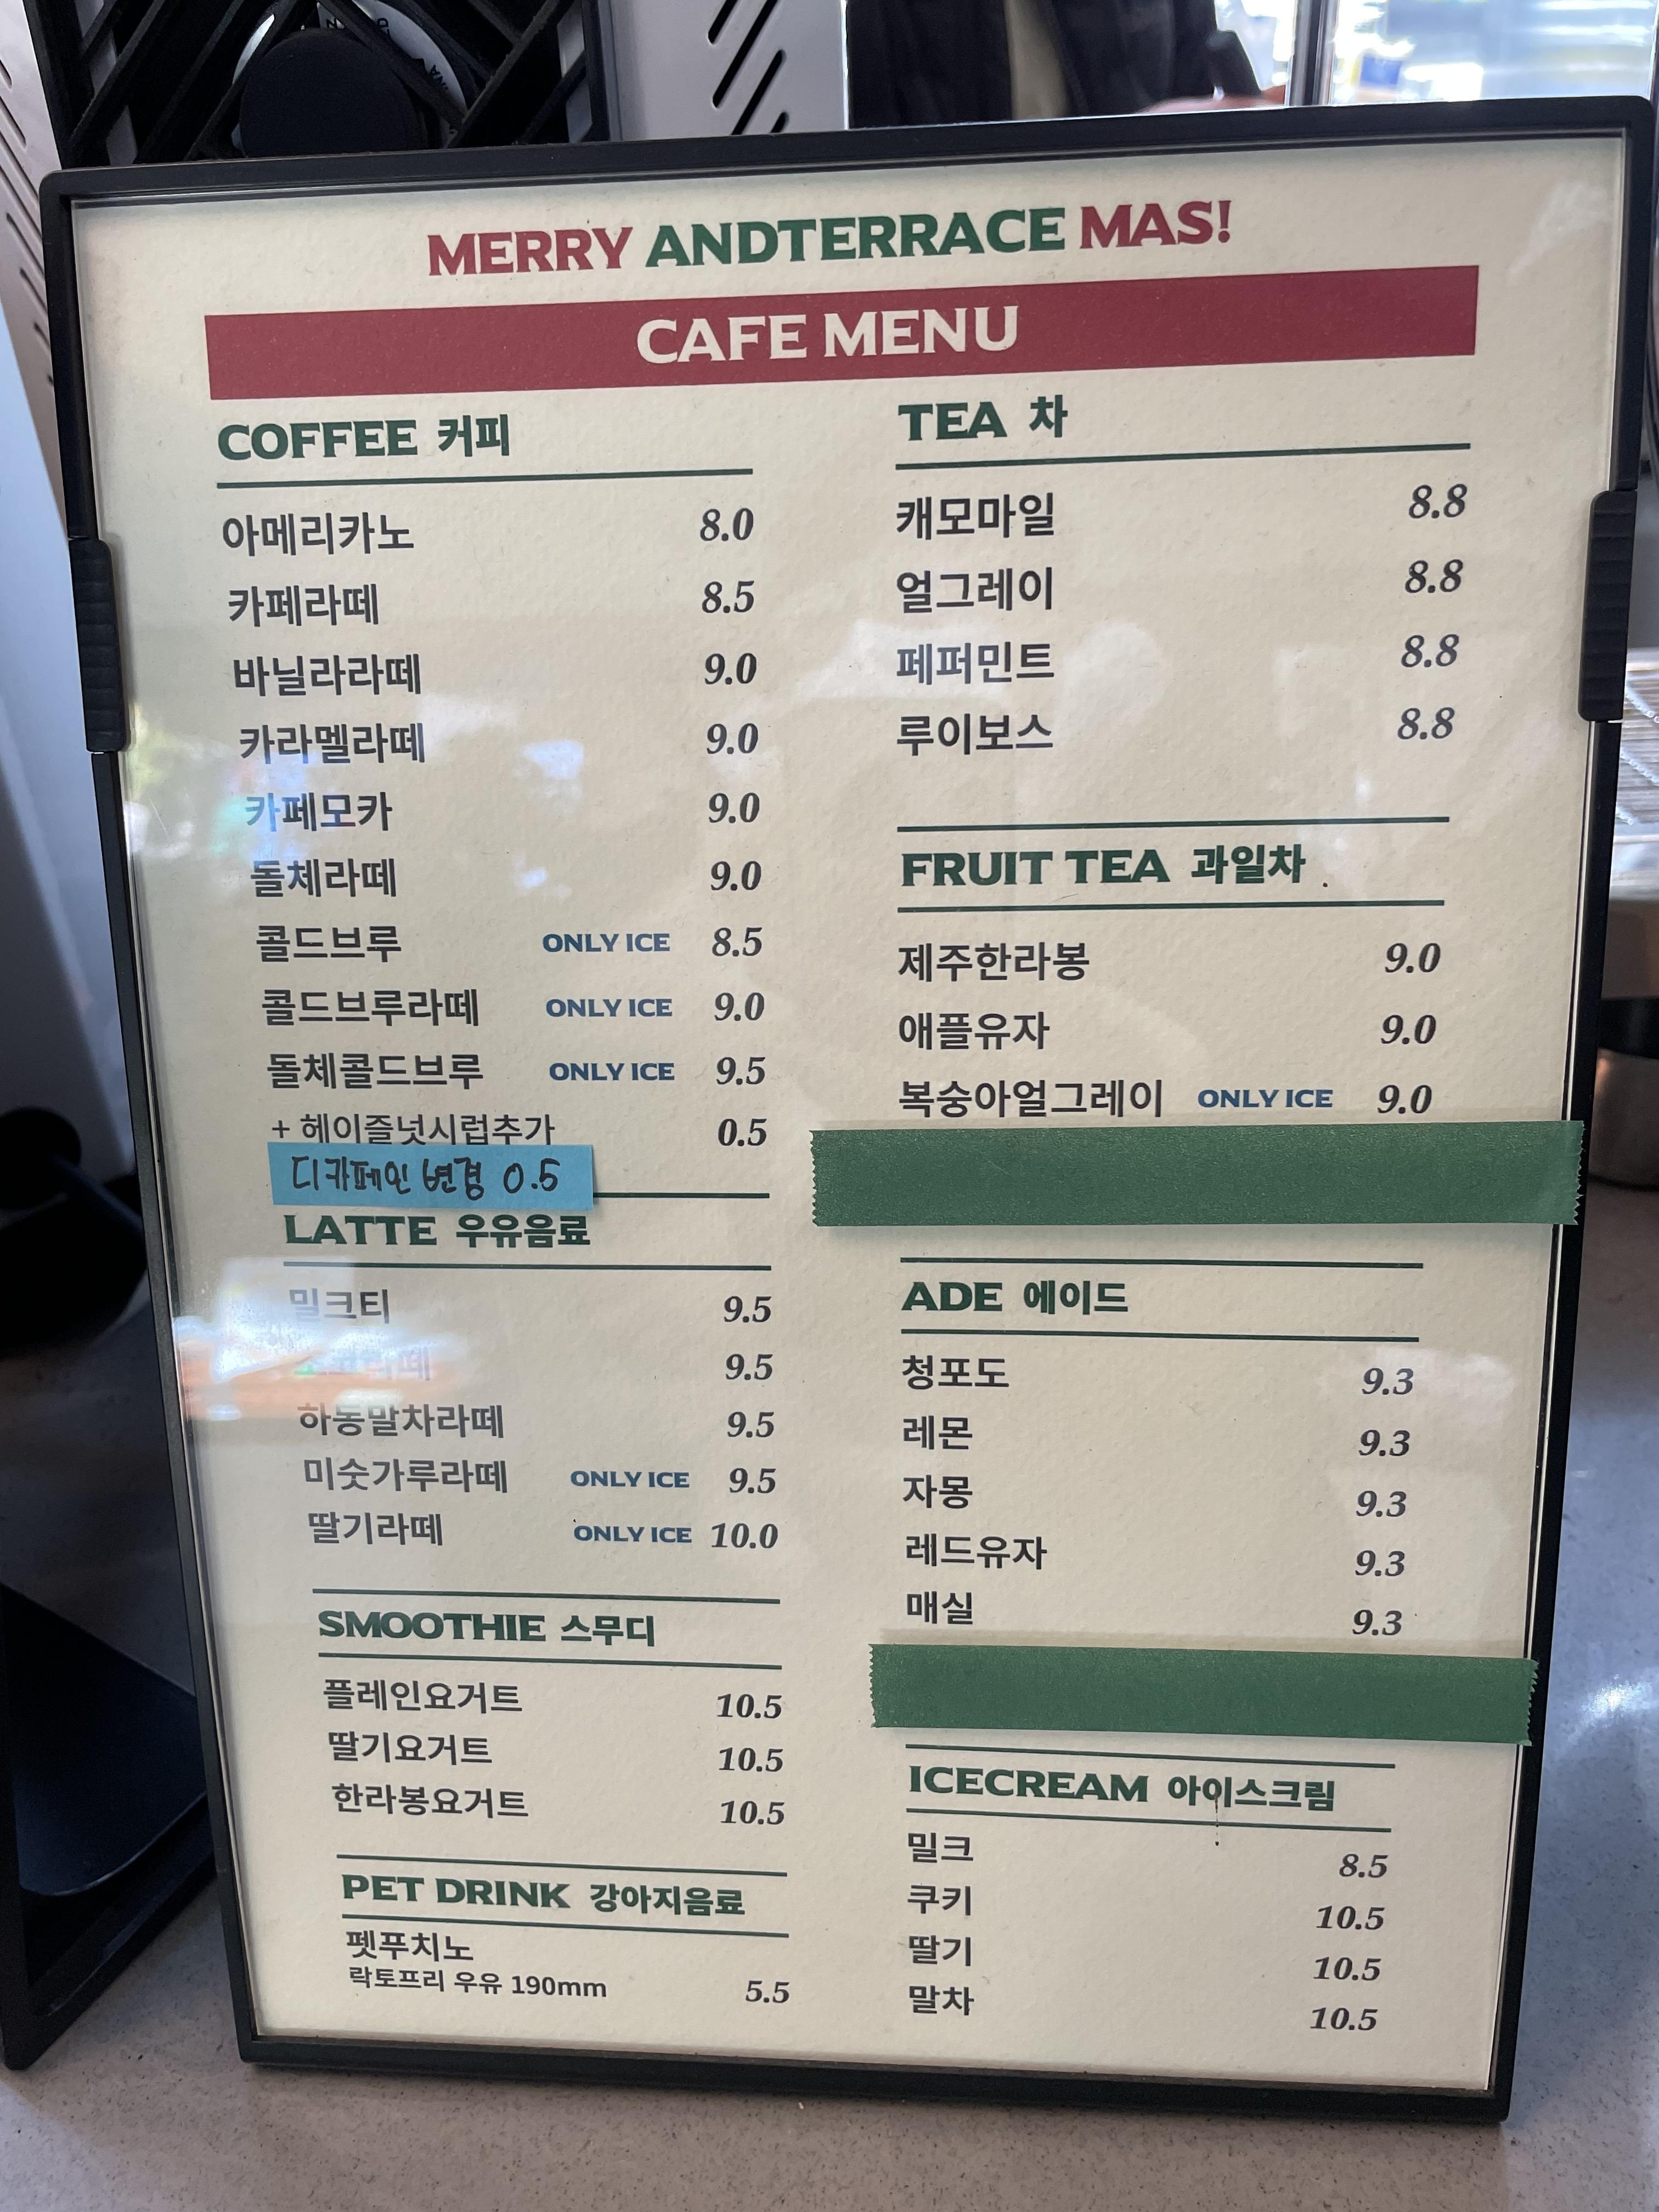 MERRY ANDTERRACE MAS!
CAFE MENU
COFFEE 커피
아메리카노 8.0
카페라떼 8.5
바닐라라떼 9.0
카라멜라떼 9.0
카페모카 9.0
돌체라떼 9.0
콜드브루 ONLY ICE 8.5
콜드브루라떼 ONLY ICE 9.0
돌체콜드브루 ONLY ICE 9.5
+ 헤이즐넛시럽추가 0.5
디카페인 변경 0.5
LATTE 우유음료
밀크티 9.5
9.5
하동말차라떼 9.5
미숫가루라떼 ONLY ICE 9.5
딸기라떼 ONLY ICE 10.0
SMOOTHIE 스무디
플레인요거트 10.5
딸기요거트 10.5
한라봉요거트 10.5
PET DRINK 강아지음료
펫푸치노
락토프리 우유 190mm 5.5
TEA 차
캐모마일 8.8
얼그레이 8.8
페퍼민트 8.8
루이보스 8.8
FRUIT TEA 과일차
제주한라봉 9.0
애플유자 9.0
복숭아얼그레이 ONLY ICE 9.0
ADE 에이드
청포도 9.3
레몬 9.3
자몽 9.3
레드유자 9.3
매실 9.3
ICECREAM 아이스크림
밀크 8.5
쿠키 10.5
딸기 10.5
말차 10.5